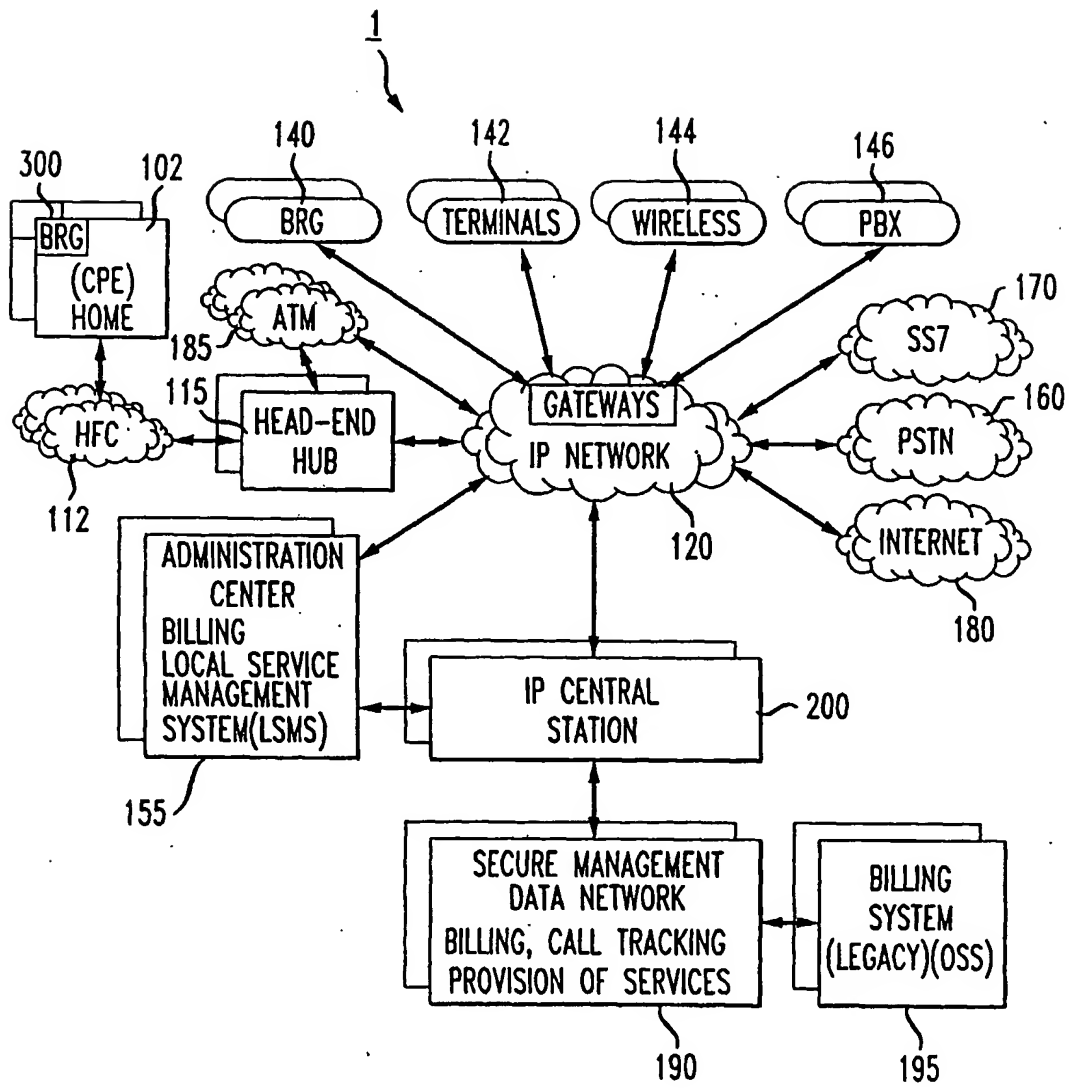 1
140
142
144
146
300
102
BRG
TERMINALS
WIRELESS
PBX
BRG
(CPE)
HOME
ATM
185
170
SS7
115
HEAD-END
HUB
GATEWAYS
IP NETWORK
160
PSTN
HFC
112
120
INTERNET
180
ADMINISTRATION
CENTER
BILLING
LOCAL SERVICE
MANAGEMENT
SYSTEM(LSMS)
155
IP CENTRAL
STATION
200
SECURE MANAGEMENT
DATA NETWORK
BILLING, CALL TRACKING
PROVISION OF SERVICES
190
BILLING
SYSTEM
(LEGACY)(OSS)
195